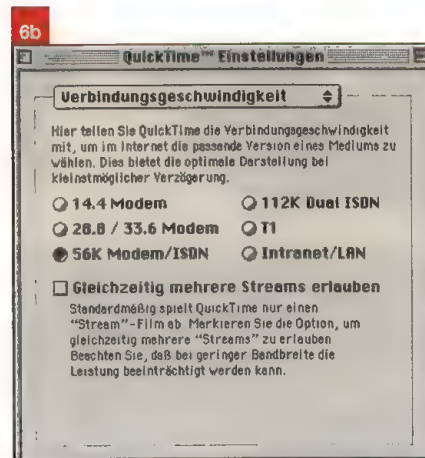 6b
QuickTime™ Einstellungen
Verbindungsgeschwindigkeit
Hier teilen Sie QuickTime die Verbindungsgeschwindigkeit
mit, um im Internet die passende Version eines Mediums zu
wählen. Dies bietet die optimale Darstellung bei
kleinstmöglicher Verzögerung.
14.4 Modem
112K Dual ISDN
28.8 / 33.6 Modem
T1
56K Modem/ISDN
Intranet/LAN
Gleichzeitig mehrere Streams erlauben
Standardmäßig spielt QuickTime nur einen
"Stream"-Film ab Markieren Sie die Option, um
gleichzeitig mehrere "Streams" zu erlauben
Beachten Sie, daß bei geringer Bandbreite die
Leistung beeinträchtigt werden kann.